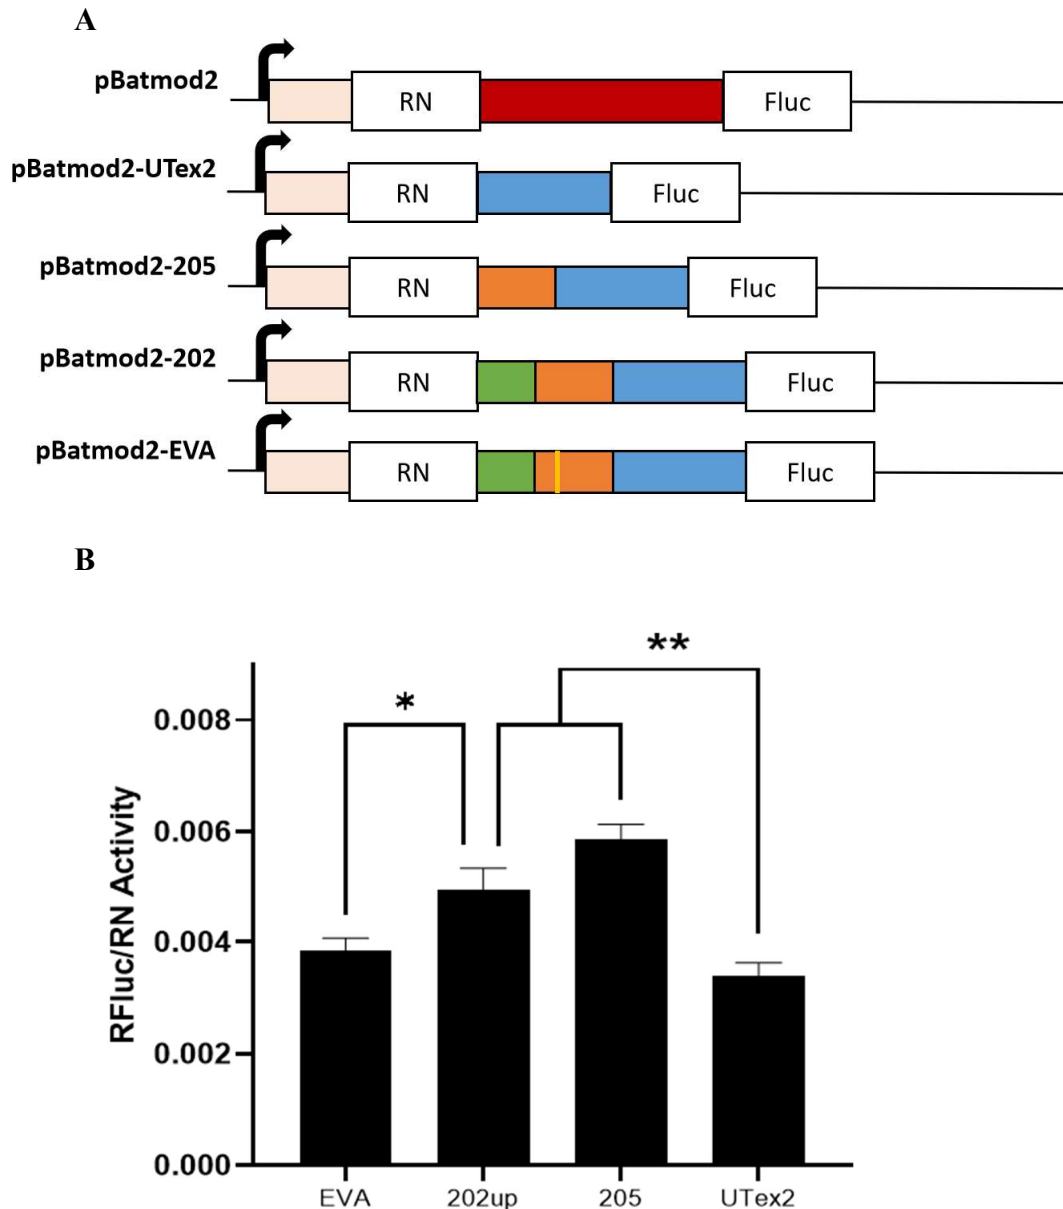 A
pBatmod2 RN Fluc
pBatmod2-UTex2 RN Fluc
pBatmod2-205 RN Fluc
pBatmod2-202 RN Fluc
pBatmod2-EVA RN Fluc
B
**
*
0.008
0.006
0.004
0.002
0.000
RFluc/RN Activity
EVA 202up 205 UTex2